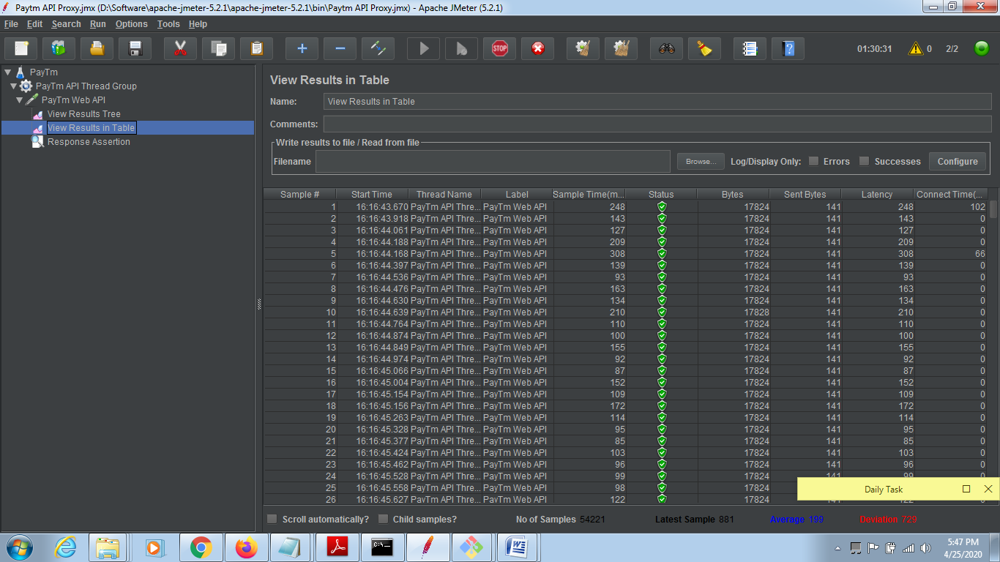 Paytm API Proxy.jmx (D:\Software\apache-jmeter-5.2.1\apache-jmeter-5.2.1\bin\Paytm API Proxy.jmx) - Apache JMeter (5.2.1)
File Edit Search Run Options Tools Help
STOP 01:30:31 0 2/2
PayTm
PayTm API Thread Group
PayTm Web API
View Results Tree
View Results in Table
Response Assertion
View Results in Table
Name: View Results in Table
Comments:
Write results to file / Read from file
Filename Browse... Log/Display Only: Errors Successes Configure
Sample # Start Time Thread Name Label Sample Time(m... Status Bytes Sent Bytes Latency Connect Time(...
1 16:16:43.670 PayTm API Thre... PayTm Web API 248 17824 141 248 102
2 16:16:43.918 PayTm API Thre... PayTm Web API 143 17824 141 143 0
3 16:16:44.061 PayTm API Thre... PayTm Web API 127 17824 141 127 0
4 16:16:44.188 PayTm API Thre... PayTm Web API 209 17824 141 209 0
5 16:16:44.168 PayTm API Thre... PayTm Web API 308 17824 141 308 66
6 16:16:44.397 PayTm API Thre... PayTm Web API 139 17824 141 139 0
7 16:16:44.536 PayTm API Thre... PayTm Web API 93 17824 141 93 0
8 16:16:44.476 PayTm API Thre... PayTm Web API 163 17824 141 163 0
9 16:16:44.630 PayTm API Thre... PayTm Web API 134 17824 141 134 0
10 16:16:44.639 PayTm API Thre... PayTm Web API 210 17828 141 210 0
11 16:16:44.764 PayTm API Thre... PayTm Web API 110 17824 141 110 0
12 16:16:44.874 PayTm API Thre... PayTm Web API 100 17824 141 100 0
13 16:16:44.849 PayTm API Thre... PayTm Web API 155 17824 141 155 0
14 16:16:44.974 PayTm API Thre... PayTm Web API 92 17824 141 92 0
15 16:16:45.066 PayTm API Thre... PayTm Web API 87 17824 141 87 0
16 16:16:45.004 PayTm API Thre... PayTm Web API 152 17824 141 152 0
17 16:16:45.154 PayTm API Thre... PayTm Web API 109 17824 141 109 0
18 16:16:45.156 PayTm API Thre... PayTm Web API 172 17824 141 172 0
19 16:16:45.263 PayTm API Thre... PayTm Web API 114 17824 141 114 0
20 16:16:45.328 PayTm API Thre... PayTm Web API 95 17824 141 95 0
21 16:16:45.377 PayTm API Thre... PayTm Web API 85 17824 141 85 0
22 16:16:45.424 PayTm API Thre... PayTm Web API 103 17824 141 103 0
23 16:16:45.462 PayTm API Thre... PayTm Web API 96 17824 141 96 0
24 16:16:45.528 PayTm API Thre... PayTm Web API 99 17824 141 99 0
25 16:16:45.558 PayTm API Thre... PayTm Web API 98 17824
26 16:16:45.627 PayTm API Thre... PayTm Web API 122 17824
Daily Task
Scroll automatically? Child samples? No of Samples 54221 Latest Sample 881 Average 199 Deviation 729
5:47 PM
4/25/2020